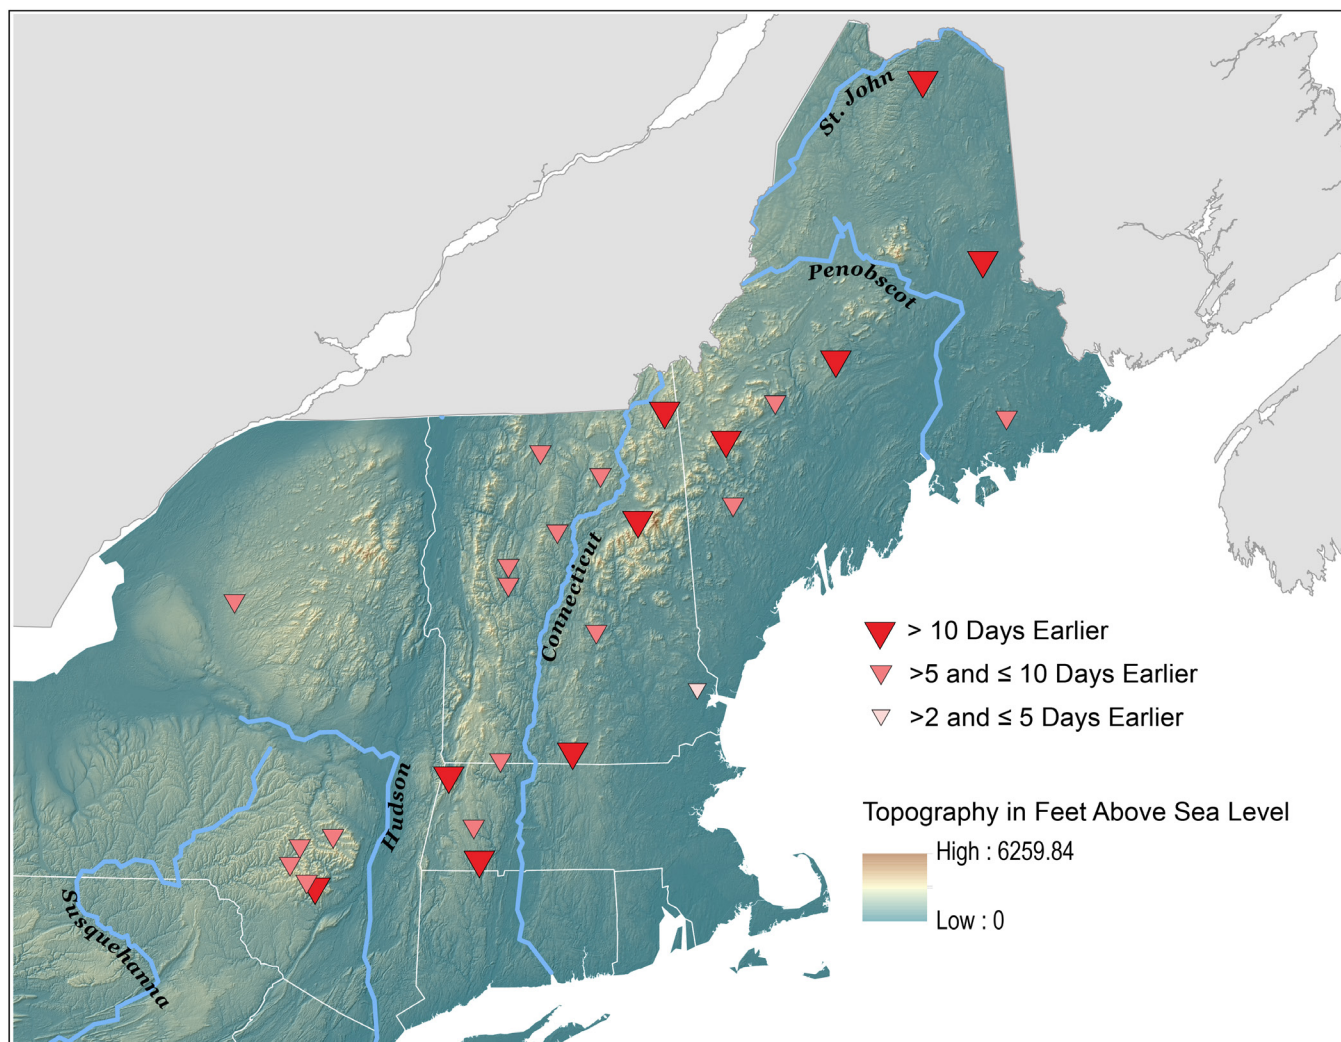 St. John
Penobscot
Connecticut
> 10 Days Earlier
>5 and ≤ 10 Days Earlier
>2 and ≤ 5 Days Earlier
Hudson
Topography in Feet Above Sea Level
High : 6259.84
Low : 0
Susquehanna